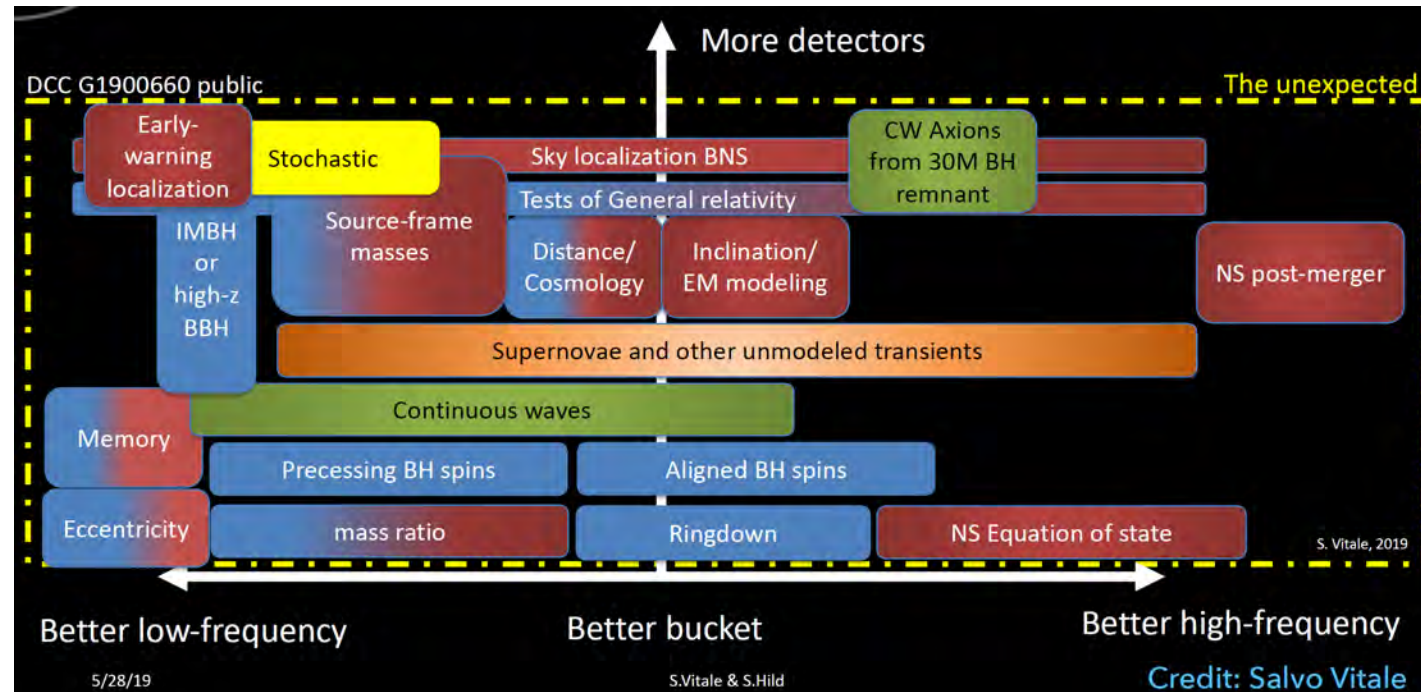 More detectors
DCC G1900660 public
The unexpected
Early-
warning
localization
Stochastic
Sky localization BNS
CW Axions
from 30M BH
remnant
Tests of General relativity
IMBH
or
high-z
BBH
Source-frame
masses
Distance/
Cosmology
Inclination/
EM modeling
NS post-merger
Supernovae and other unmodeled transients
Continuous waves
Memory
Precessing BH spins
Aligned BH spins
Eccentricity
mass ratio
Ringdown
NS Equation of state
S. Vitale, 2019
Better low-frequency
Better bucket
Better high-frequency
5/28/19
S.Vitale & S.Hild
Credit: Salvo Vitale